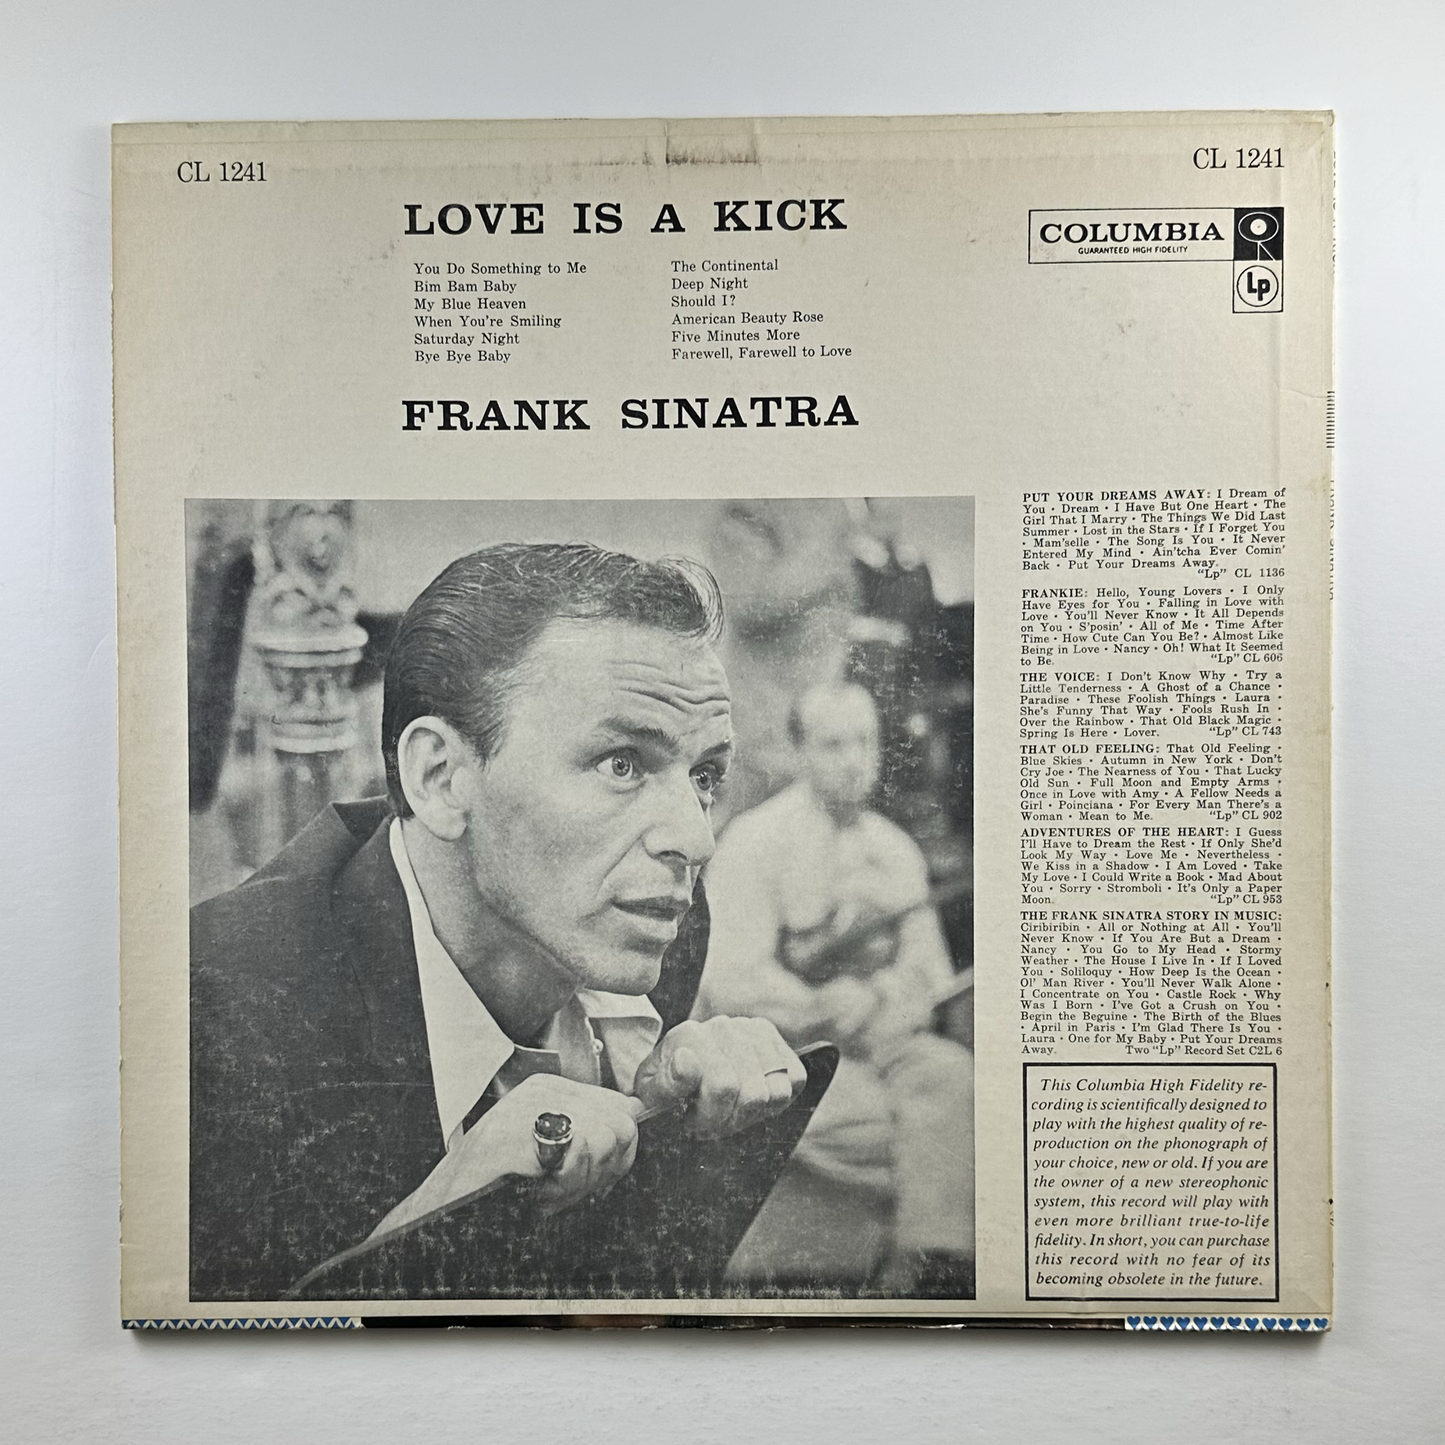 CL 1241
CL 1241
LOVE IS A KICK
COLUMBIA
GUARANTEED HIGH FIDELITY
Lp
You Do Something to Me
Bim Bam Baby
My Blue Heaven
When You're Smiling
Saturday Night
Bye Bye Baby
The Continental
Deep Night
Should I?
American Beauty Rose
Five Minutes More
Farewell, Farewell to Love
FRANK SINATRA
PUT YOUR DREAMS AWAY: I Dream of
You • Dream • I Have But One Heart • The
Girl That I Marry • The Things We Did Last
Summer • Lost in the Stars • If I Forget You
• Mam'selle • The Song Is You • It Never
Entered My Mind • Ain'tcha Ever Comin'
Back • Put Your Dreams Away.
"Lp" CL 1136
FRANKIE: Hello, Young Lovers • I Only
Have Eyes for You • Falling in Love with
Love • You'll Never Know • It All Depends
on You • S'posin' • All of Me • Time After
Time • How Cute Can You Be? • Almost Like
Being in Love • Nancy • Oh! What It Seemed
to Be. "Lp" CL 606
THE VOICE: I Don't Know Why • Try a
Little Tenderness • A Ghost of a Chance •
Paradise • These Foolish Things • Laura •
She's Funny That Way • Fools Rush In •
Over the Rainbow • That Old Black Magic •
Spring Is Here • Lover. "Lp" CL 743
THAT OLD FEELING: That Old Feeling •
Blue Skies • Autumn in New York • Don't
Cry Joe • The Nearness of You • That Lucky
Old Sun • Full Moon and Empty Arms •
Once in Love with Amy • A Fellow Needs a
Girl • Poinciana • For Every Man There's a
Woman • Mean to Me. "Lp" CL 902
ADVENTURES OF THE HEART: I Guess
I'll Have to Dream the Rest • If Only She'd
Look My Way • Love Me • Nevertheless •
We Kiss in a Shadow • I Am Loved • Take
My Love • I Could Write a Book • Mad About
You • Sorry • Stromboli • It's Only a Paper
Moon. "Lp" CL 953
THE FRANK SINATRA STORY IN MUSIC:
Ciribiribin • All or Nothing at All • You'll
Never Know • If You Are But a Dream •
Nancy • You Go to My Head • Stormy
Weather • The House I Live In • If I Loved
You • Soliloquy • How Deep Is the Ocean •
Ol' Man River • You'll Never Walk Alone •
I Concentrate on You • Castle Rock • Why
Was I Born • I've Got a Crush on You •
Begin the Beguine • The Birth of the Blues
• April in Paris • I'm Glad There Is You •
Laura • One for My Baby • Put Your Dreams
Away. Two "Lp" Record Set C2L 6
This Columbia High Fidelity re-
cording is scientifically designed to
play with the highest quality of re-
production on the phonograph of
your choice, new or old. If you are
the owner of a new stereophonic
system, this record will play with
even more brilliant true-to-life
fidelity. In short, you can purchase
this record with no fear of its
becoming obsolete in the future.